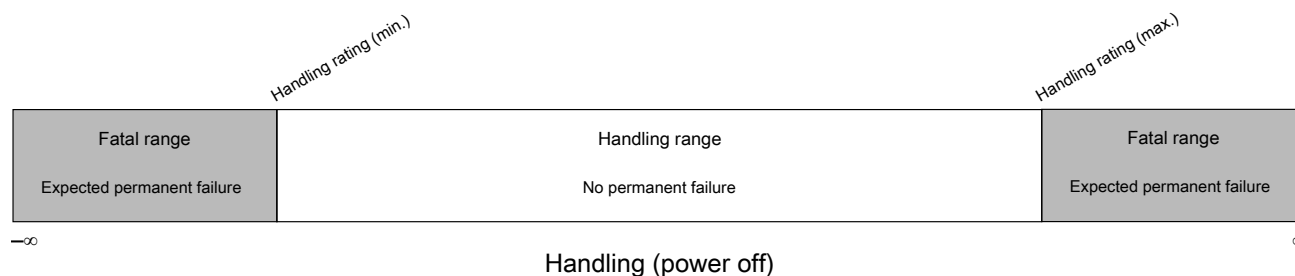 Handling rating (min.)
Handling rating (max.)
Fatal range
Handling range
Fatal range
Expected permanent failure
No permanent failure
Expected permanent failure
–∞
Handling (power off)